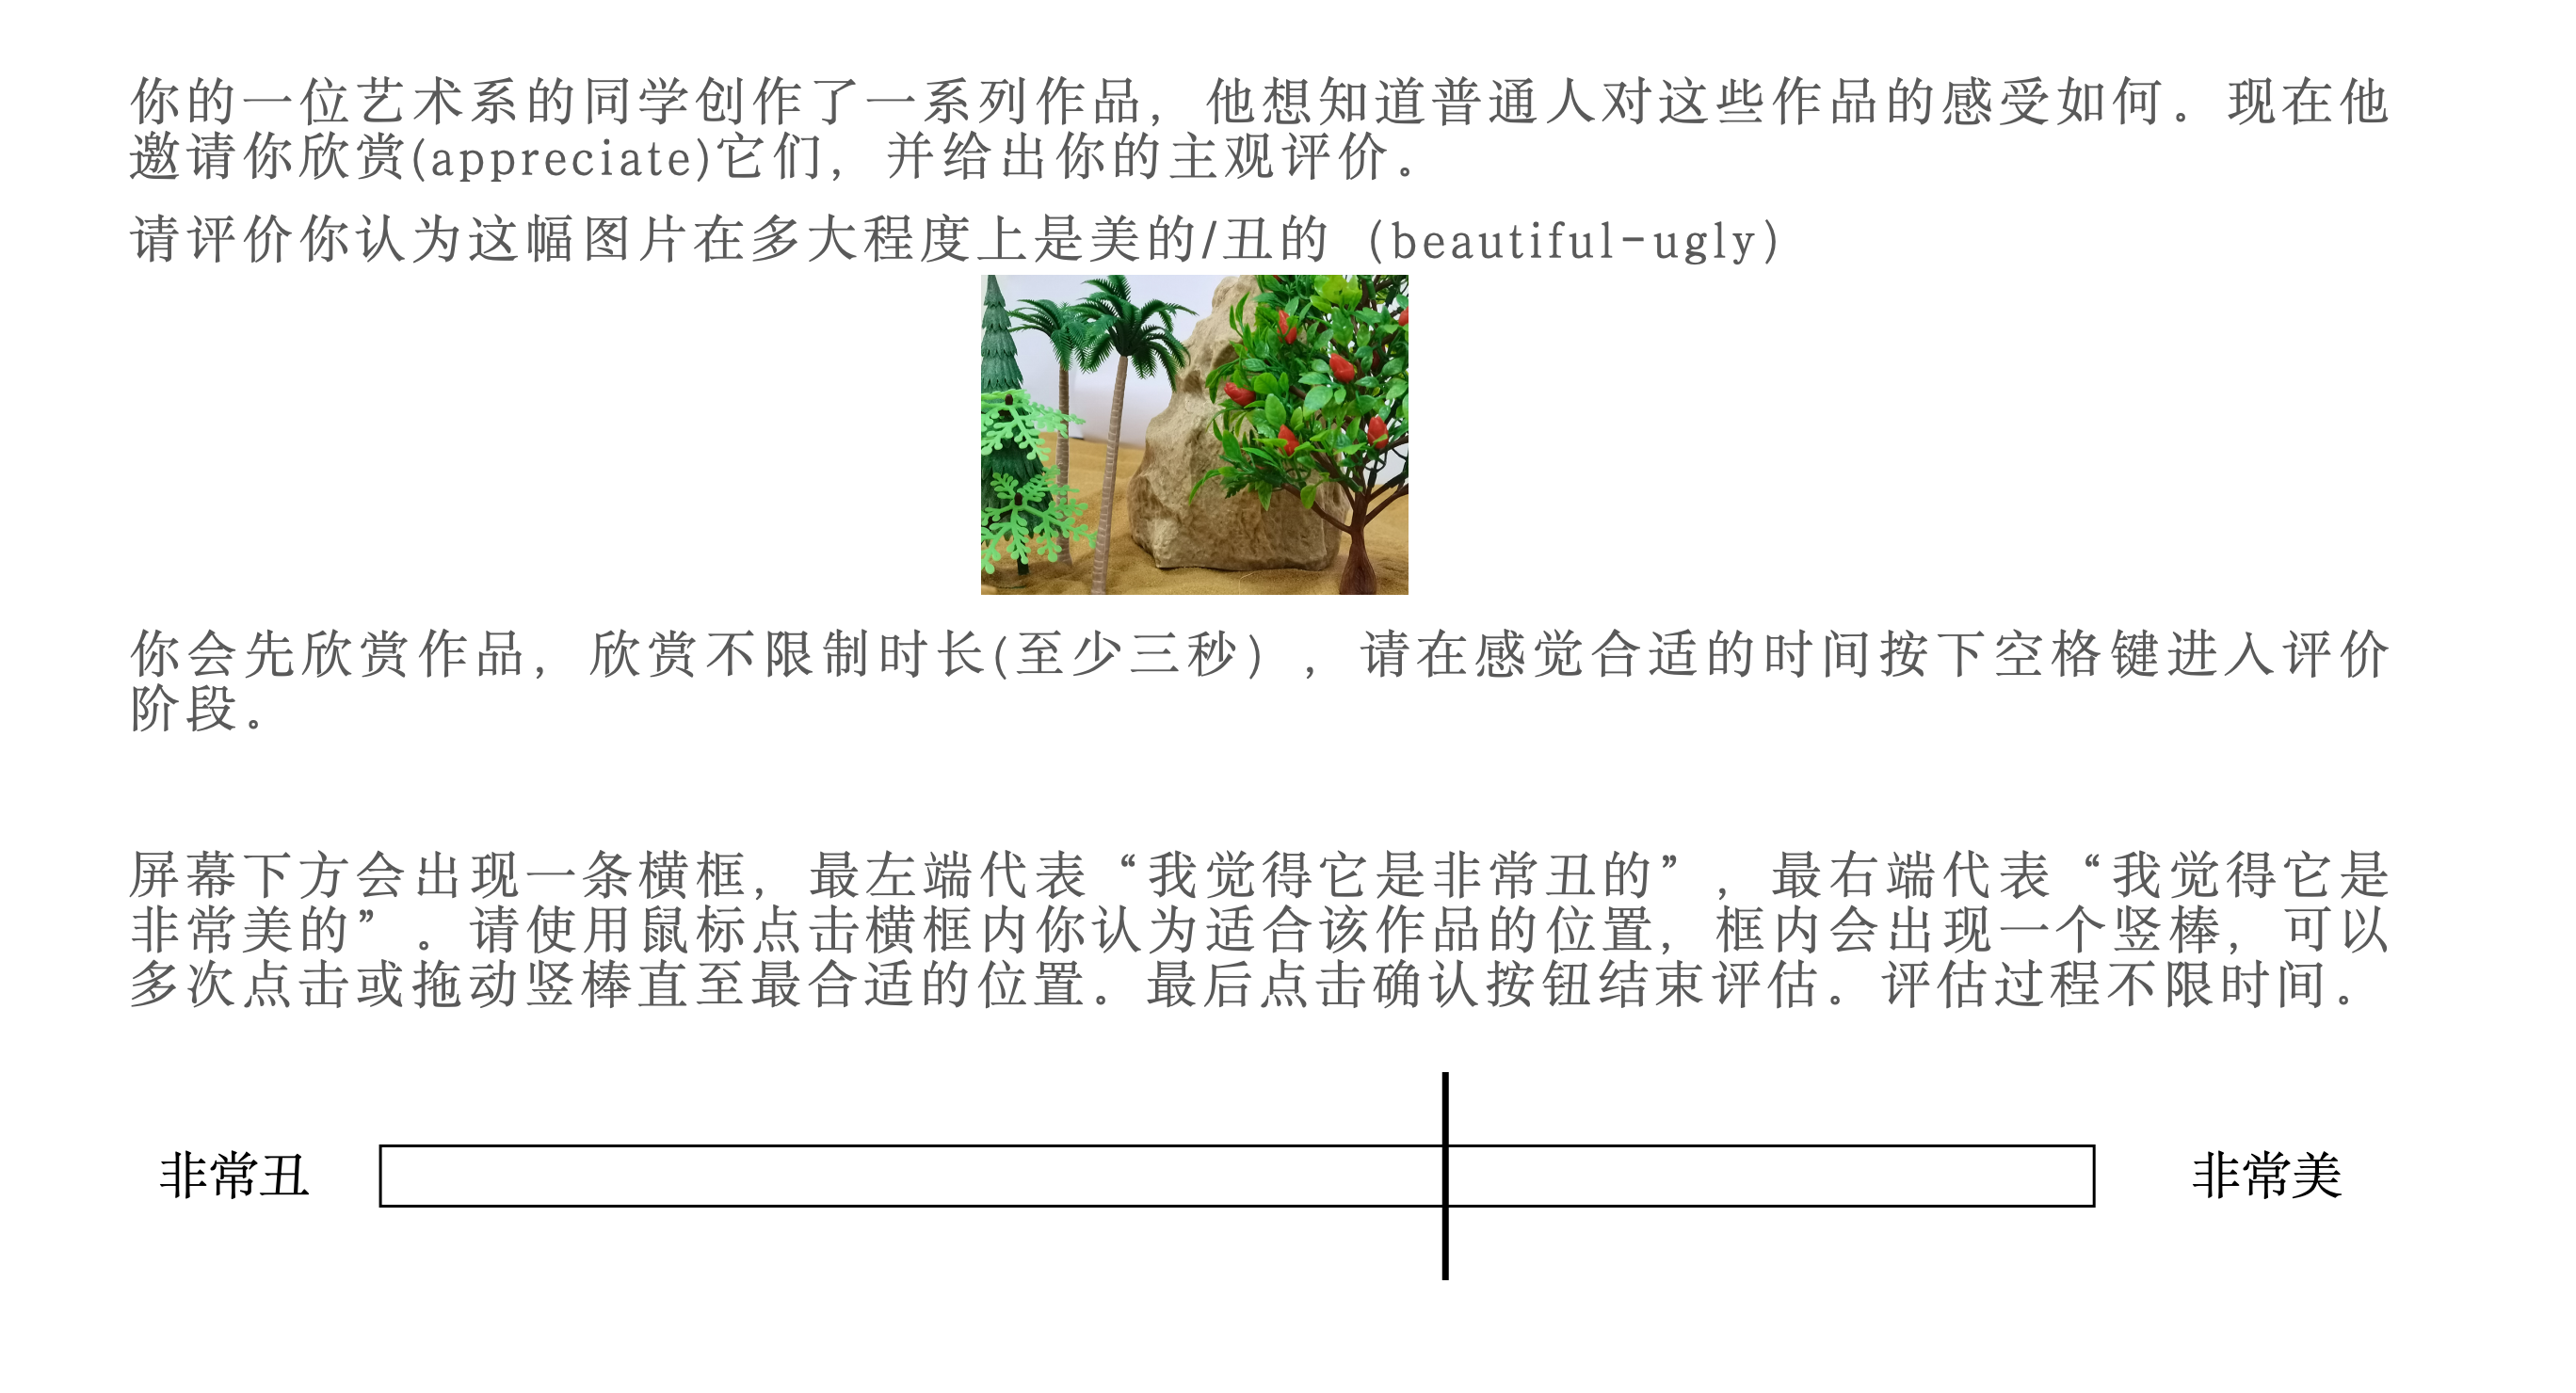 你的一位艺术系的同学创作了一系列作品，他想知道普通人对这些作品的感受如何。现在他
邀请你欣赏(appreciate)它们，并给出你的主观评价。
请评价你认为这幅图片在多大程度上是美的/丑的（beautiful-ugly）
你会先欣赏作品，欣赏不限制时长(至少三秒），请在感觉合适的时间按下空格键进入评价
阶段。
屏幕下方会出现一条横框，最左端代表“我觉得它是非常丑的”，最右端代表“我觉得它是
非常美的”。请使用鼠标点击横框内你认为适合该作品的位置，框内会出现一个竖棒，可以
多次点击或拖动竖棒直至最合适的位置。最后点击确认按钮结束评估。评估过程不限时间.。
非常丑
非常美